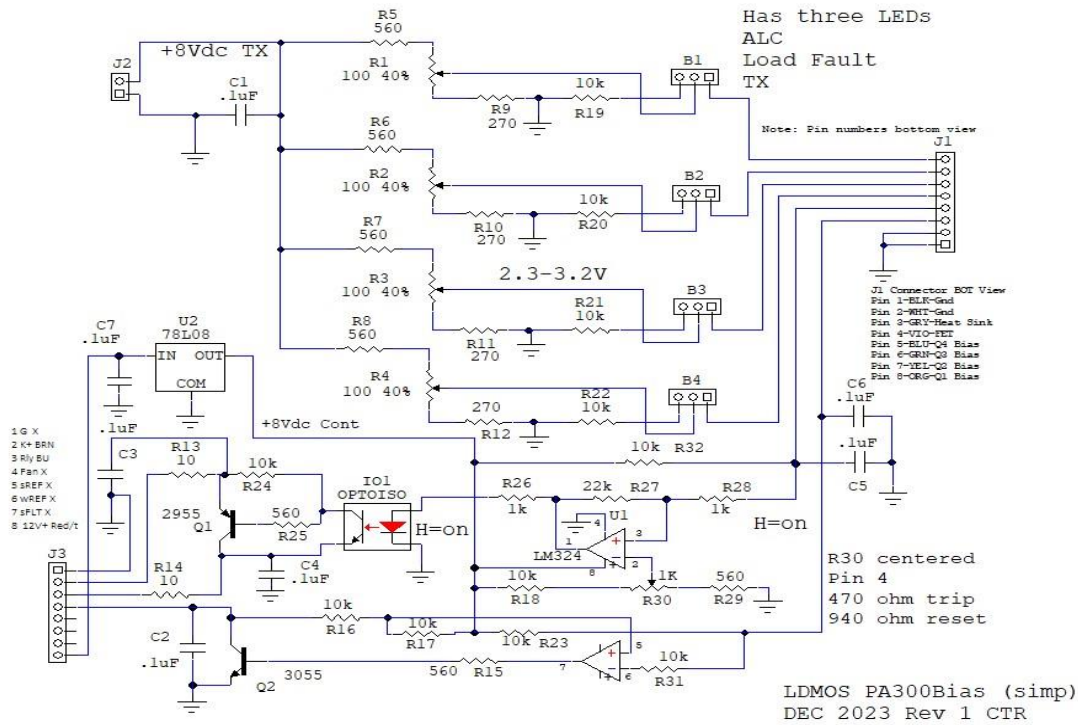 Has three LEDs
ALC
Load Fault
TX
+8Vdc TX
J2
C1
.1uF
R5
560
R1
100 40%
R9
270
10k
R19
B1
Note: Pin numbers bottom view
J1
R6
560
R2
100 40%
R10
270
10k
R20
B2
R7
560
R3
100 40%
2.3-3.2V
R11
270
R21
10k
B3
J1 Connector BOT View
Pin 1-BLK-Gnd
Pin 2-WHT-Gnd
Pin 3-GRY-Heat Sink
Pin 4-VIO-FET
Pin 5-BLU-Q4 Bias
Pin 6-GRN-Q3 Bias
Pin 7-YEL-Q2 Bias
Pin 8-ORG-Q1 Bias
R8
560
R4
100 40%
270
R12
R22
10k
B4
C7
.1uF
U2
78L08
IN OUT
COM
+8Vdc Cont
10k
R32
C6
.1uF
.1uF
C5
1 G X
2 K+ BRN
3 Rly BU
4 Fan X
5 sREF X
6 wREF X
7 sFLT X
8 12V+ Red/t
.1uF
C3
R13
10
10k
R24
2955
Q1
560
R25
IO1
OPTOISO
H=on
C4
.1uF
R26
1k
22k
R27
R28
1k
H=on
U1
LM324
4
1
3
2
8
+
-
+
10k
R18
1K
R30
560
R29
R30 centered
Pin 4
470 ohm trip
940 ohm reset
J3
R14
10
C2
.1uF
3055
Q2
10k
R16
10k
R17
10k
R23
560
R15
7
5
6
+
-
+
10k
R31
LDMOS PA300Bias (simp)
DEC 2023 Rev 1 CTR